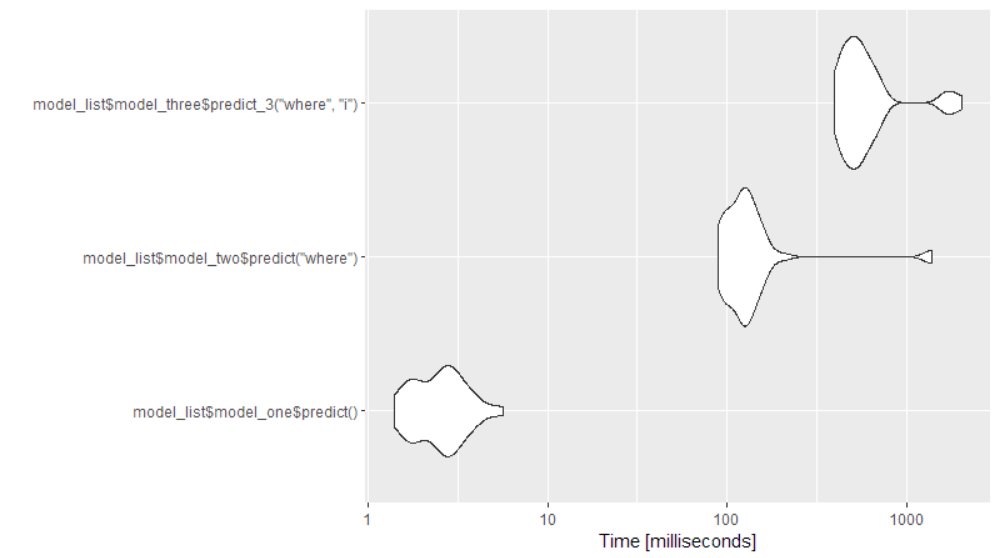 model_list$model_three$predict_3("where", "i")
model_list$model_two$predict("where")
model_list$model_one$predict()
1 10 100 1000
Time [milliseconds]